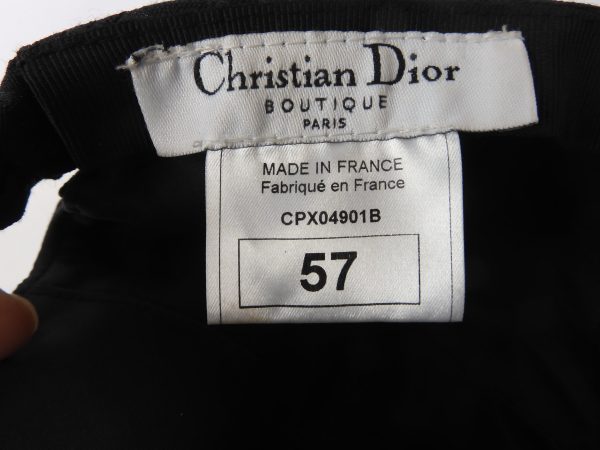 Christian Dior
BOUTIQUE
PARIS
MADE IN FRANCE
Fabriqué en France
CPX04901B
57